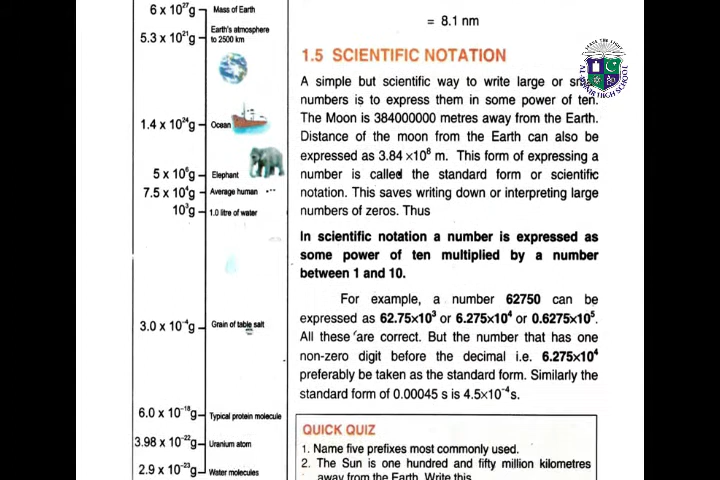 6 x 10²⁷g Mass of Earth
5.3 x 10²¹g Earth's atmosphere
to 2500 km
1.4 x 10²⁴g Ocean
5 x 10⁶g Elephant
7.5 x 10⁴g Average human
10³g 1.0 litre of water
3.0 x 10⁻⁴g Grain of table salt
6.0 x 10⁻¹⁸g Typical protein molecule
3.98 x 10⁻²²g Uranium atom
2.9 x 10⁻²³g Water molecules
= 8.1 nm
1.5 SCIENTIFIC NOTATION
A simple but scientific way to write large or
numbers is to express them in some power of ten.
The Moon is 384000000 metres away from the Earth.
Distance of the moon from the Earth can also be
expressed as 3.84 ×10⁸ m. This form of expressing a
number is called the standard form or scientific
notation. This saves writing down or interpreting large
numbers of zeros. Thus
In scientific notation a number is expressed as
some power of ten multiplied by a number
between 1 and 10.
For example, a number 62750 can be
expressed as 62.75x10³ or 6.275x10⁴ or 0.6275x10⁵.
All these are correct. But the number that has one
non-zero digit before the decimal i.e. 6.275x10⁴
preferably be taken as the standard form. Similarly the
standard form of 0.00045 s is 4.5x10⁻⁴s.
QUICK QUIZ
1. Name five prefixes most commonly used.
2. The Sun is one hundred and fifty million kilometres
away from the Earth. Write this